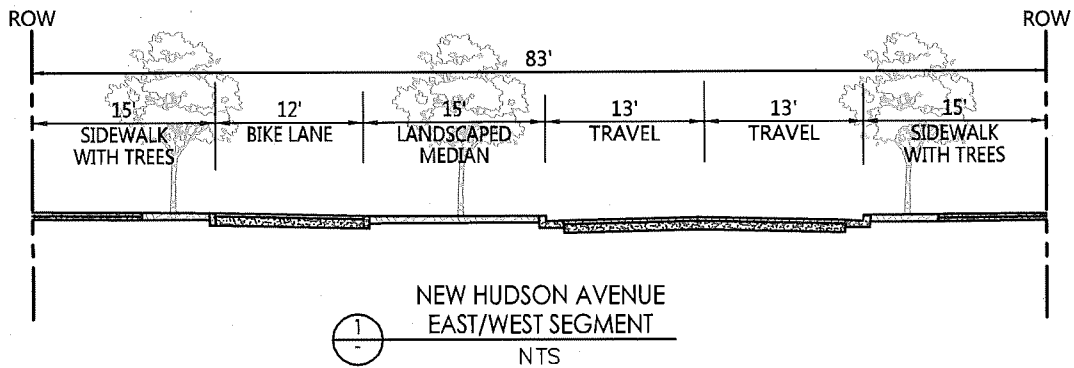 ROW
ROW
83'
15'
SIDEWALK
WITH TREES
12'
BIKE LANE
15'
LANDSCAPED
MEDIAN
13'
TRAVEL
13'
TRAVEL
15'
SIDEWALK
WITH TREES
1
-
NEW HUDSON AVENUE
EAST/WEST SEGMENT
NTS